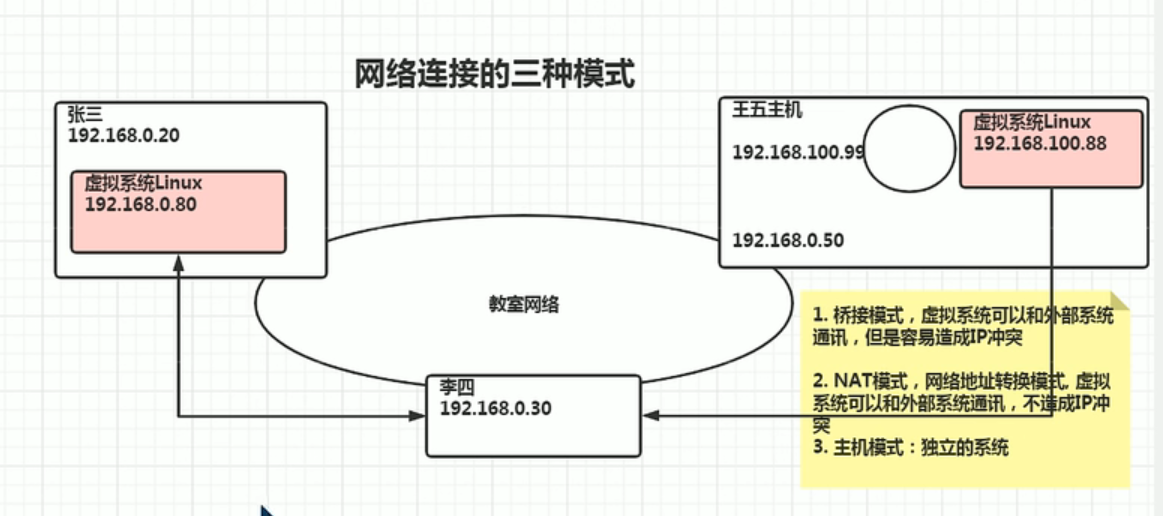 网络连接的三种模式
张三
192.168.0.20
虚拟系统Linux
192.168.0.80
王五主机
192.168.100.99
虚拟系统Linux
192.168.100.88
192.168.0.50
教室网络
李四
192.168.0.30
1. 桥接模式，虚拟系统可以和外部系统
通讯，但是容易造成IP冲突
2. NAT模式，网络地址转换模式, 虚拟
系统可以和外部系统通讯，不造成IP冲
突
3. 主机模式：独立的系统